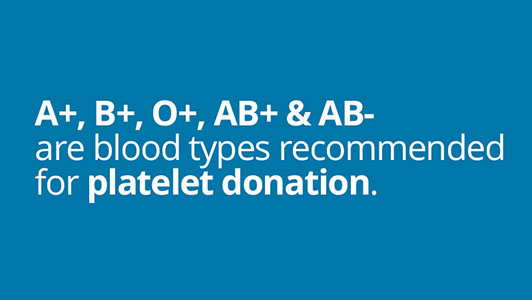 A+, B+, O+, AB+ & AB-
are blood types recommended
for platelet donation.